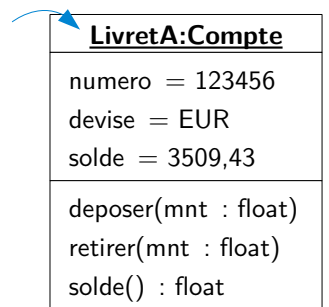 LivretA:Compte
numero = 123456
devise = EUR
solde = 3509,43
deposer(mnt : float)
retirer(mnt : float)
solde() : float